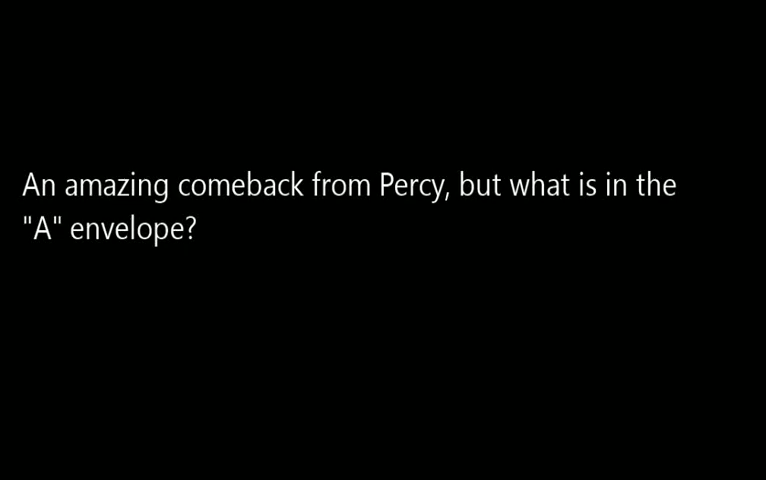 An amazing comeback from Percy, but what is in the
"A" envelope?